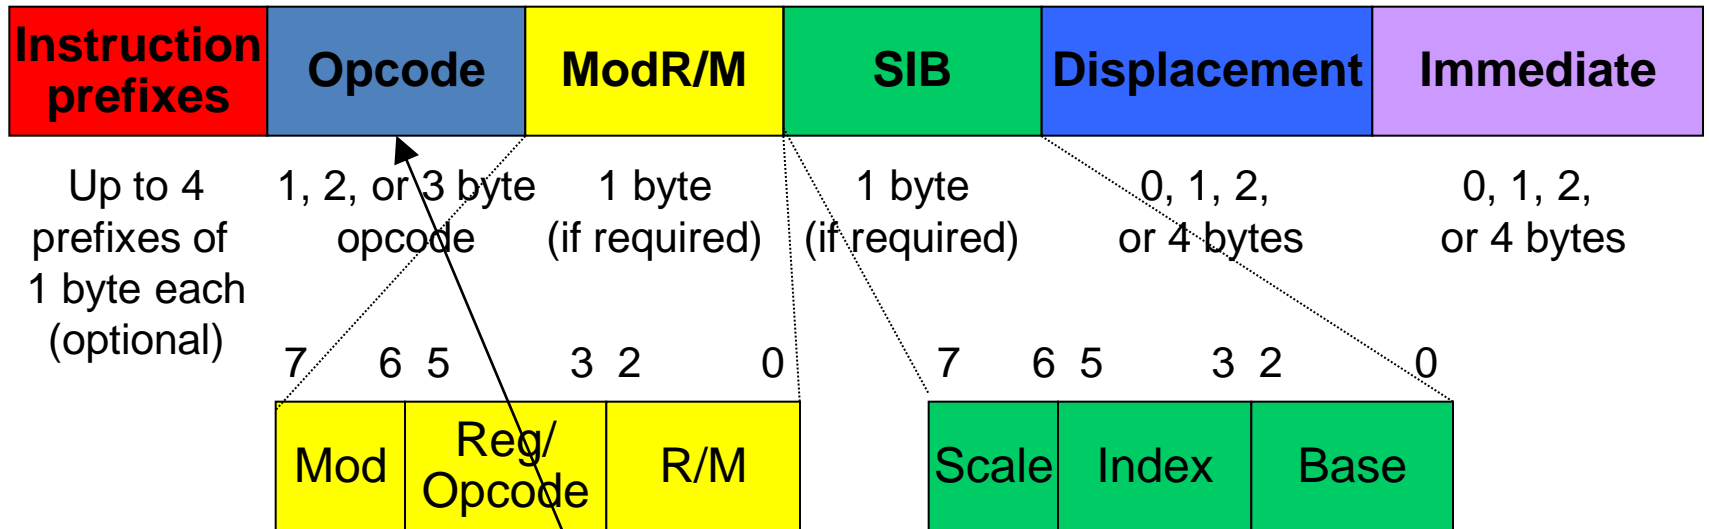 Instruction
prefixes
Opcode
ModR/M
SIB
Displacement
Immediate
Up to 4
prefixes of
1 byte each
(optional)
1, 2, or 3 byte
opcode
1 byte
(if required)
1 byte
(if required)
0, 1, 2,
or 4 bytes
0, 1, 2,
or 4 bytes
7 6 5 3 2 0
7 6 5 3 2 0
Mod
Reg/
Opcode
R/M
Scale
Index
Base